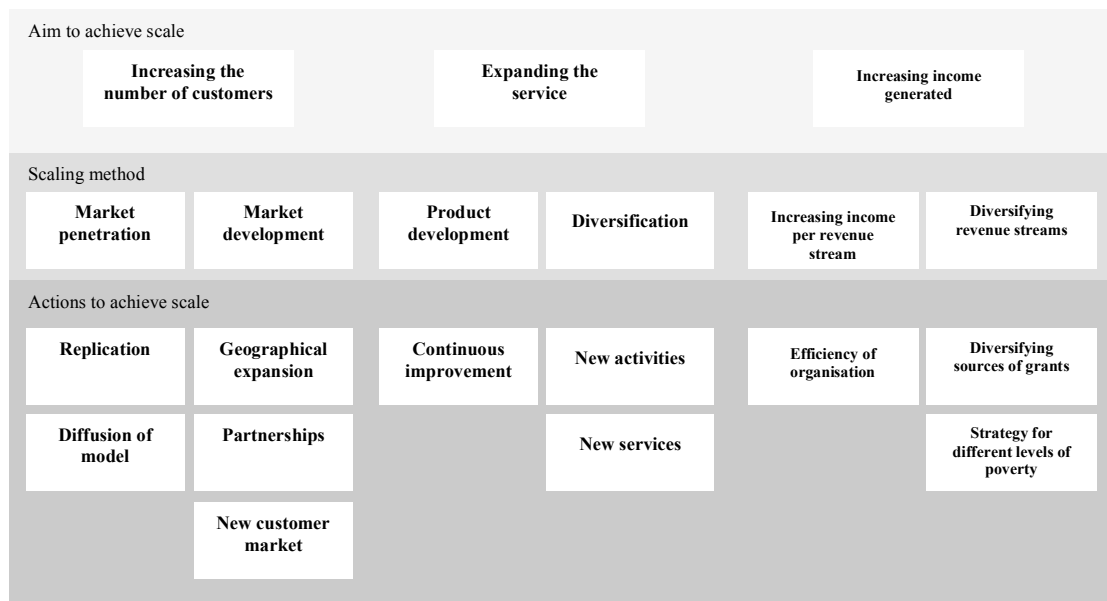 Aim to achieve scale
Increasing the
number of customers
Expanding the
service
Increasing income
generated
Scaling method
Market
penetration
Market
development
Product
development
Diversification
Increasing income
per revenue
stream
Diversifying
revenue streams
Actions to achieve scale
Replication
Geographical
expansion
Continuous
improvement
New activities
Efficiency of
organisation
Diversifying
sources of grants
Diffusion of
model
Partnerships
New services
Strategy for
different levels of
poverty
New customer
market